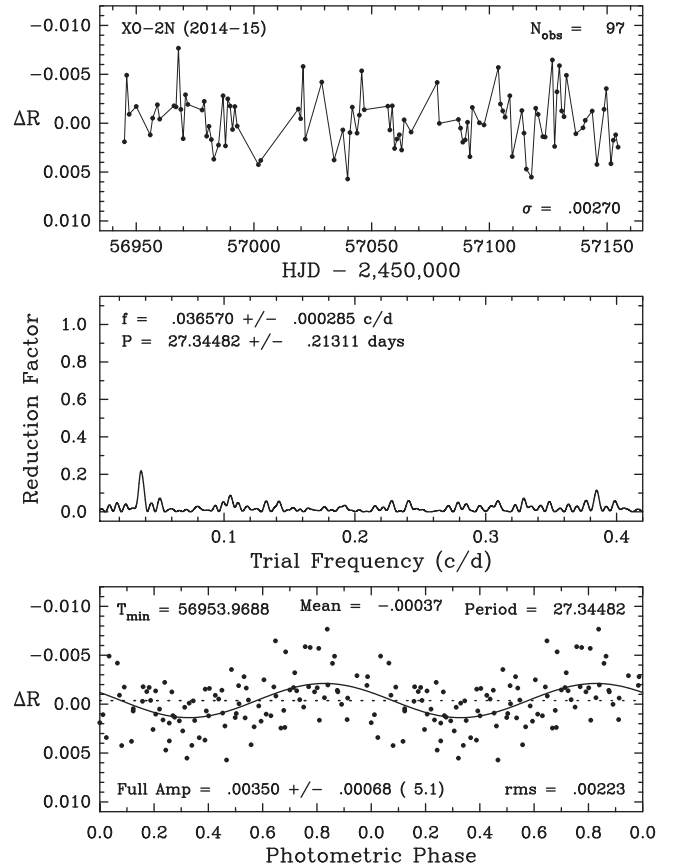 XO-2N (2014-15) N_obs = 97
-0.010
-0.005
ΔR 0.00
0.005
0.010
σ = .00270
56950 57000 57050 57100 57150
HJD - 2,450,000
f = .036570 +/- .000285 c/d
P = 27.34482 +/- .21311 days
Reduction Factor
1.0
0.8
0.6
0.4
0.2
0.0
0.1 0.2 0.3 0.4
Trial Frequency (c/d)
T_min = 56953.9688 Mean = -.00037 Period = 27.34482
-0.010
-0.005
ΔR 0.00
0.005
0.010
Full Amp = .00350 +/- .00068 ( 5.1) rms = .00223
0.0 0.2 0.4 0.6 0.8 0.0 0.2 0.4 0.6 0.8 0.0
Photometric Phase